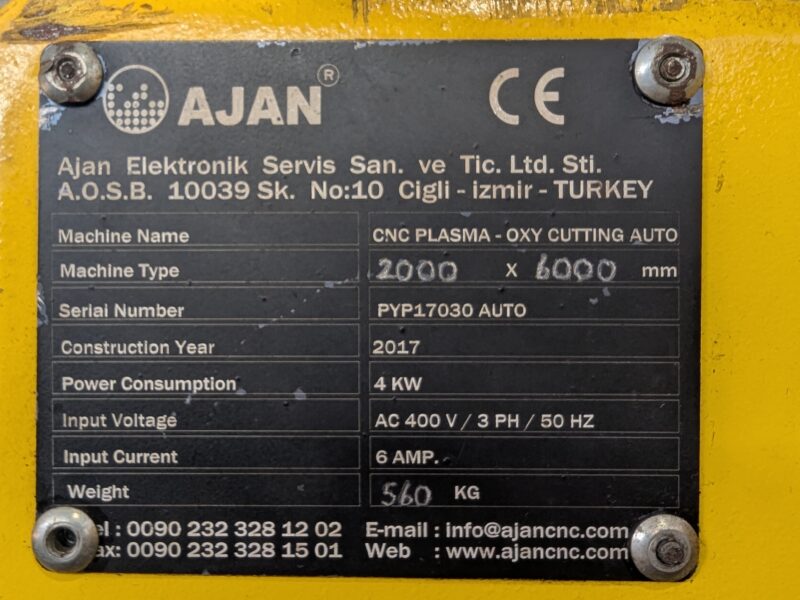 AJAN®
CE
Ajan Elektronik Servis San. ve Tic. Ltd. Sti.
A.O.S.B. 10039 Sk. No:10 Cigli - izmir - TURKEY
Machine Name CNC PLASMA - OXY CUTTING AUTO
Machine Type 2000 X 6000 mm
Serial Number PYP17030 AUTO
Construction Year 2017
Power Consumption 4 KW
Input Voltage AC 400 V / 3 PH / 50 HZ
Input Current 6 AMP.
Weight 560 KG
: 0090 232 328 12 02 E-mail : info@ajancnc.com
: 0090 232 328 15 01 Web : www.ajancnc.com